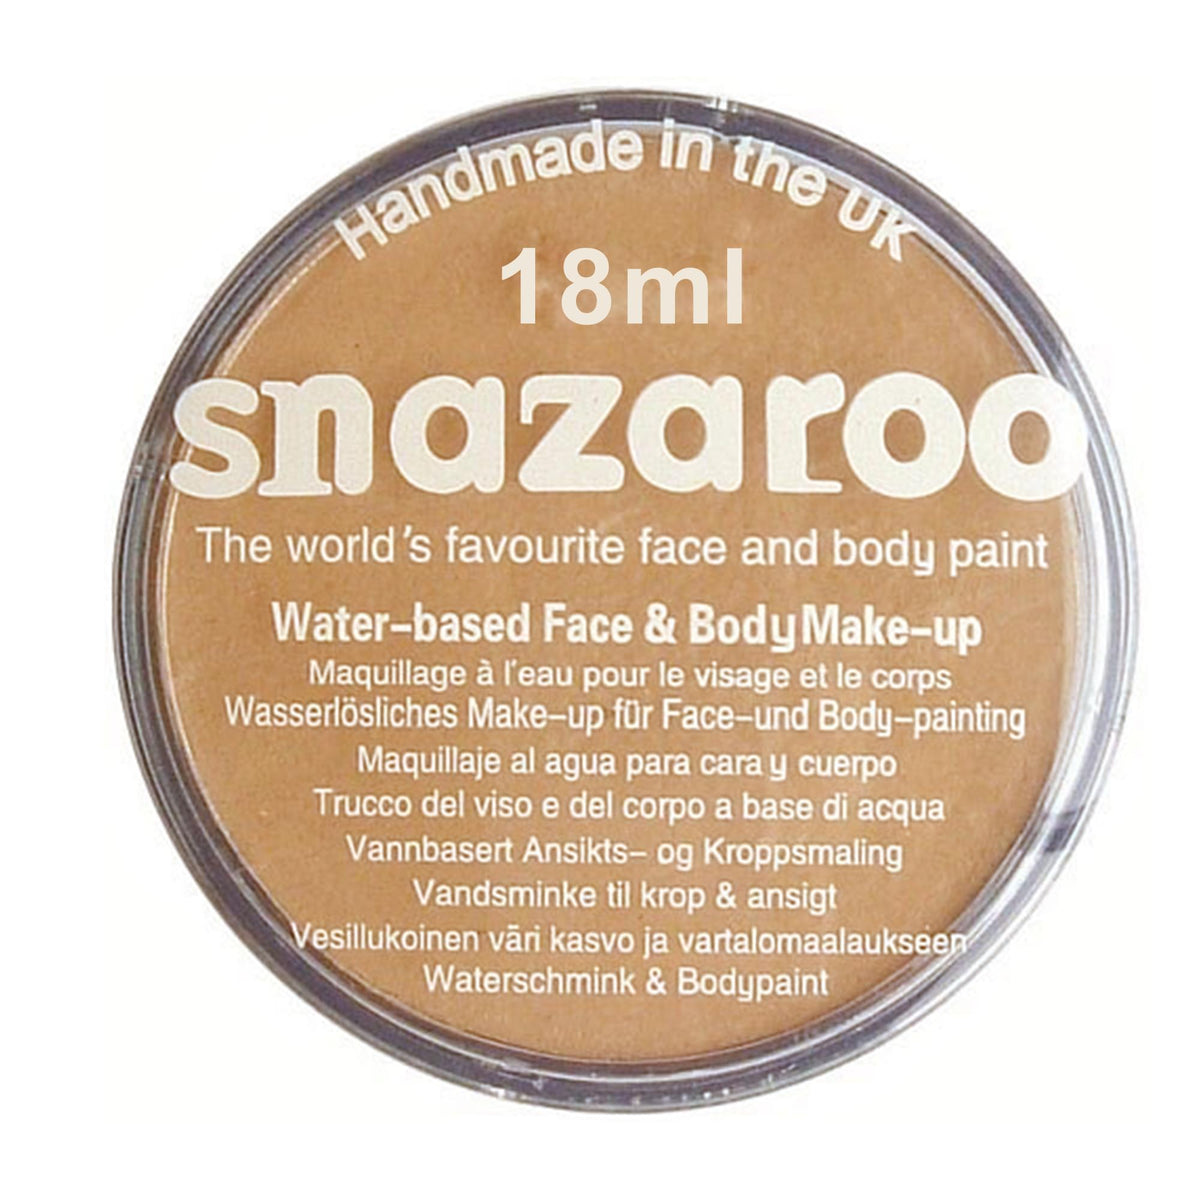 Handmade in the UK
18ml
snazaroo
The world's favourite face and body paint
Water-based Face & Body Make-up
Maquillage à l'eau pour le visage et le corps
Wasserlösliches Make-up für Face-und Body-painting
Maquillaje al agua para cara y cuerpo
Trucco del viso e del corpo a base di acqua
Vannbasert Ansikts- og Kroppsmaling
Vandsminke til krop & ansigt
Vesillukoinen väri kasvo ja vartalomaalaukseen
Waterschmink & Bodypaint